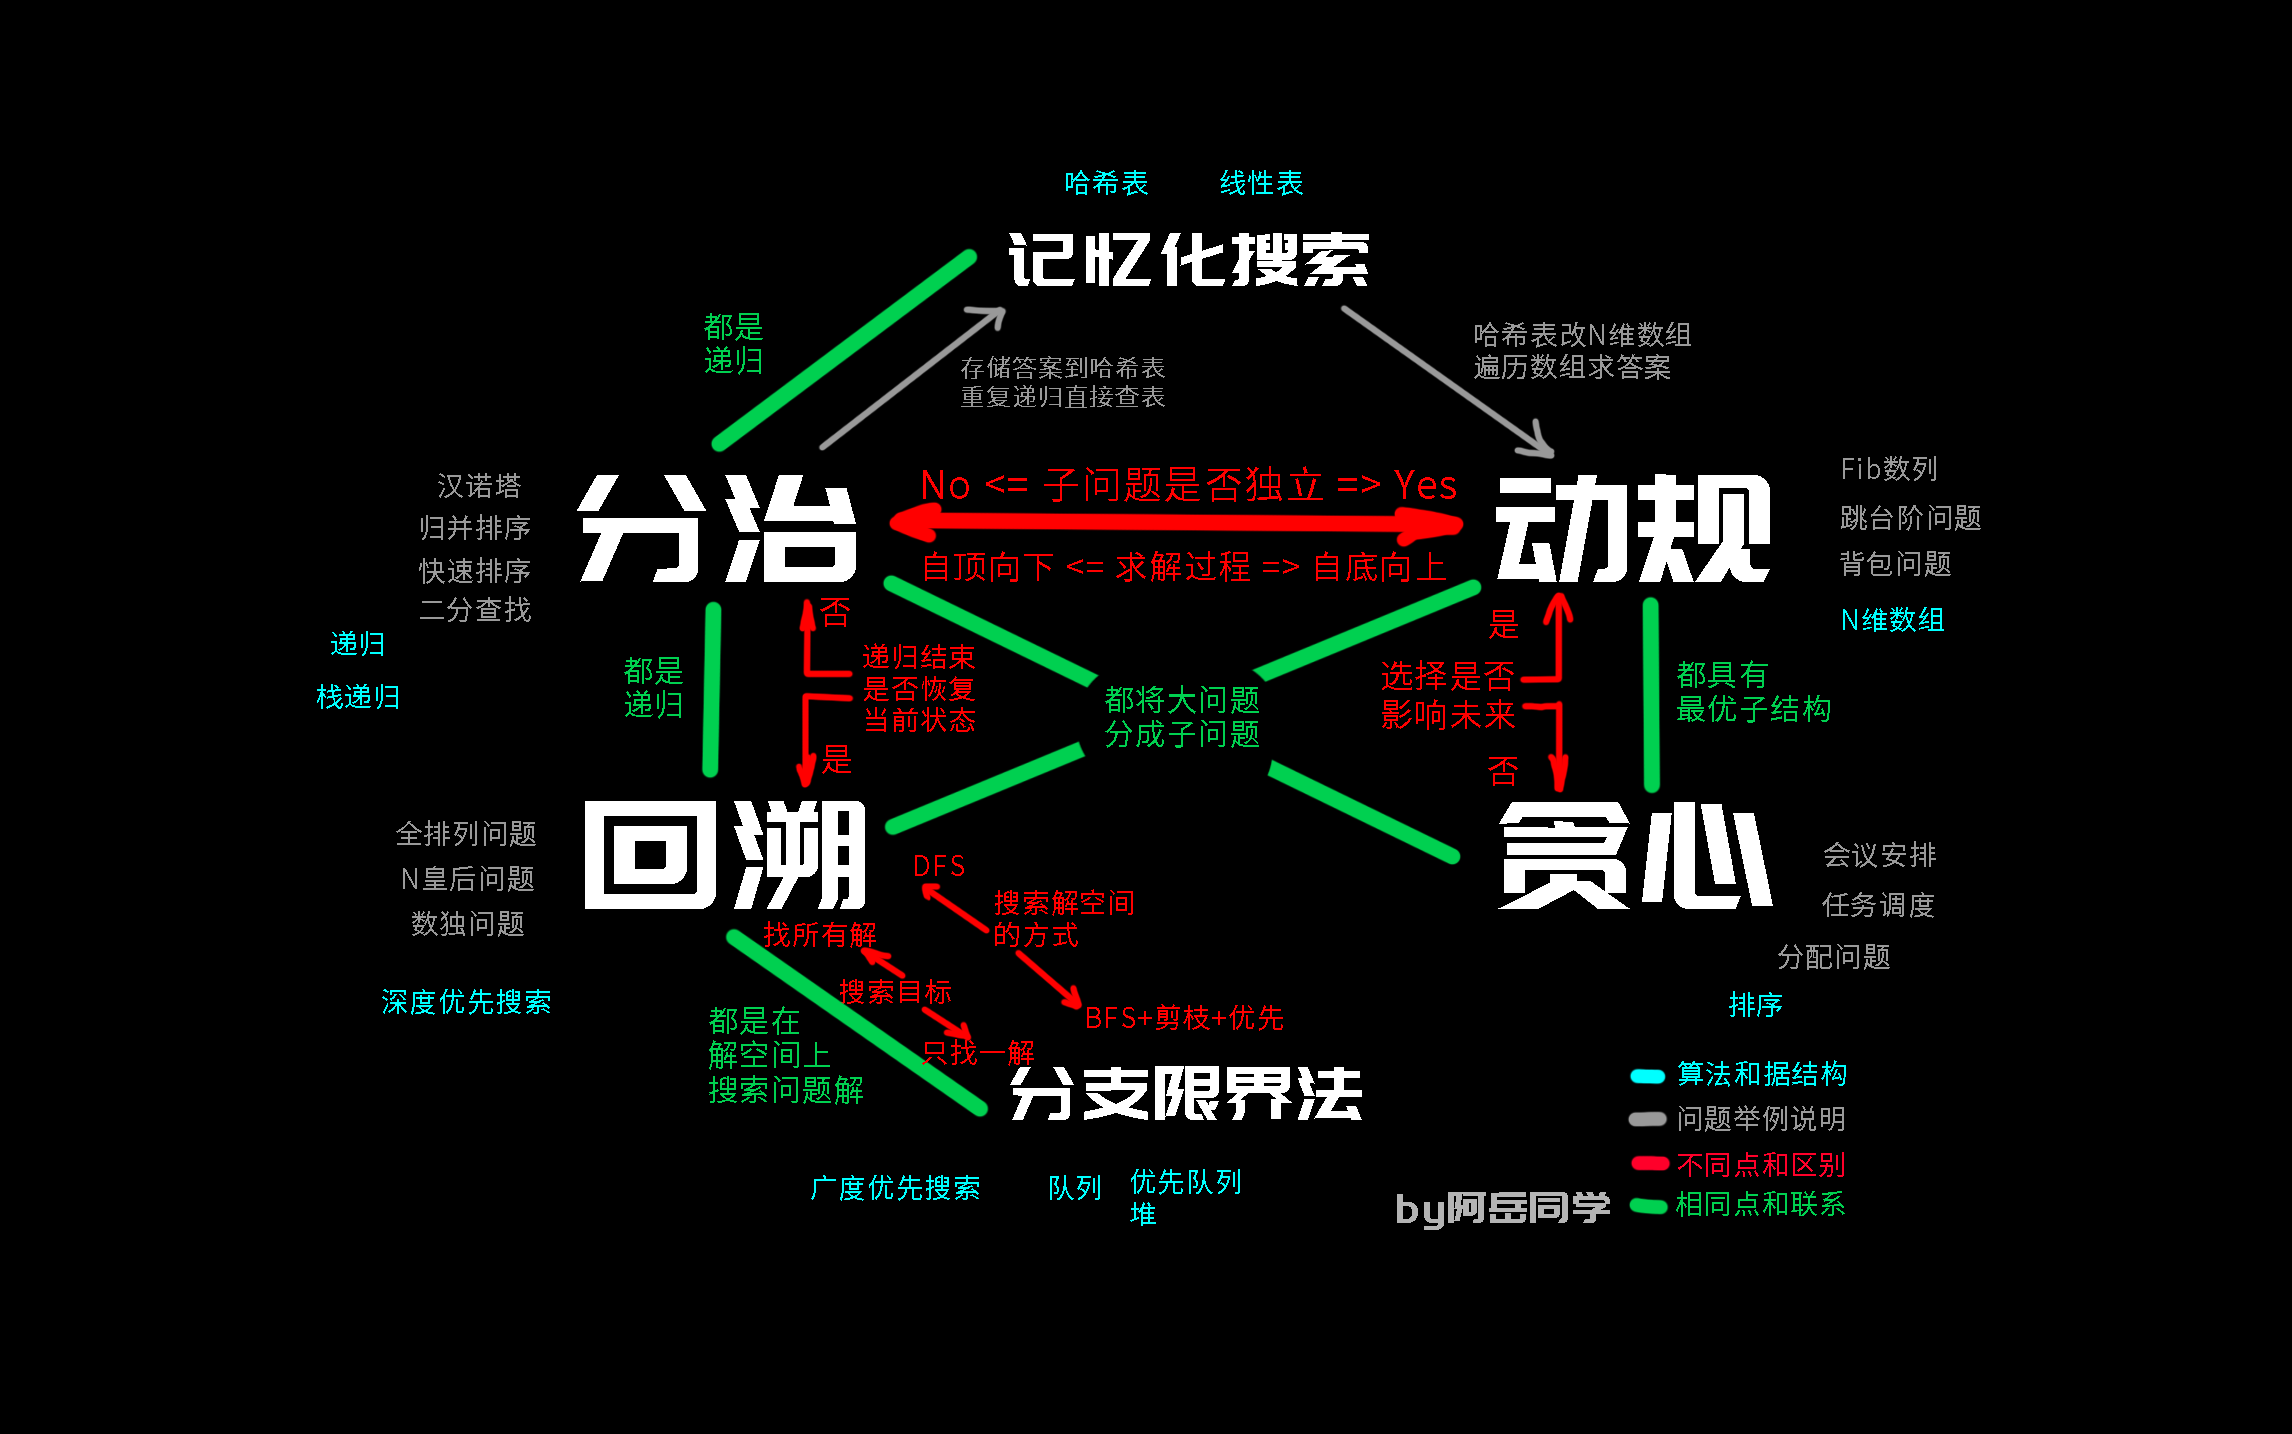 哈希表
线性表
记忆化搜索
都是
递归
存储答案到哈希表
重复递归直接查表
哈希表改N维数组
遍历数组求答案
汉诺塔
归并排序
快速排序
二分查找
递归
栈递归
分治
No <= 子问题是否独立 => Yes
自顶向下 <= 求解过程 => 自底向上
动规
Fib数列
跳台阶问题
背包问题
N维数组
都是
递归
否
递归结束
是否恢复
当前状态
是
都将大问题
分成子问题
是
选择是否
影响未来
否
都具有
最优子结构
全排列问题
N皇后问题
数独问题
深度优先搜索
回溯
贪心
会议安排
任务调度
分配问题
排序
DFS
搜索解空间
的方式
BFS+剪枝+优先
找所有解
搜索目标
只找一解
都是在
解空间上
搜索问题解
分支限界法
广度优先搜索
队列
优先队列
堆
算法和据结构
问题举例说明
不同点和区别
相同点和联系
by阿岳同学